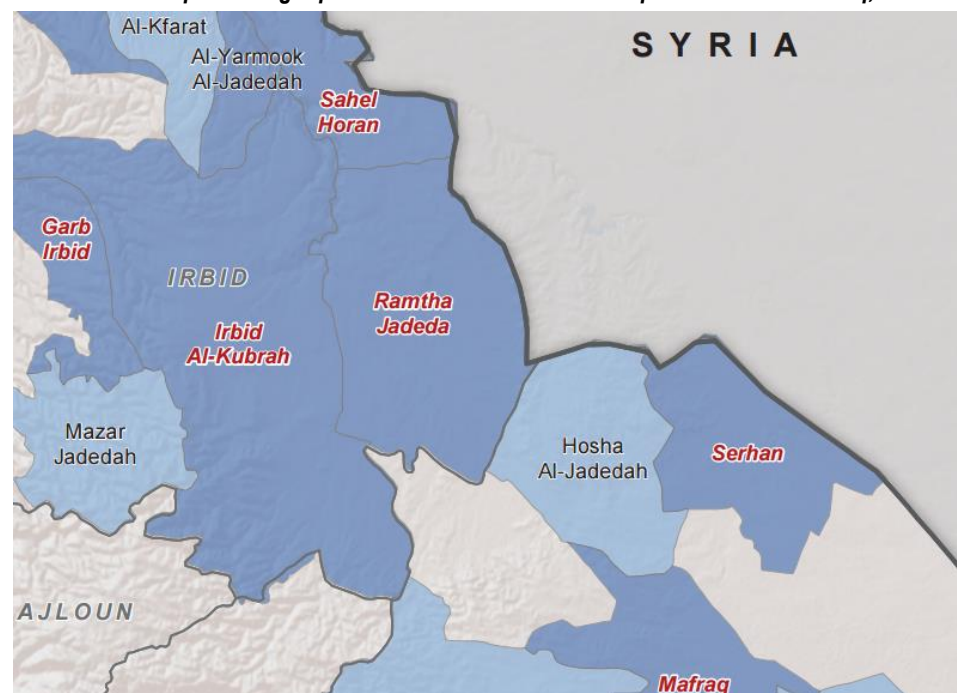 Al-Kfarat
Al-Yarmook
Al-Jadedah
SYRIA
Sahel
Horan
Garb
Irbid
IRBID
Ramtha
Jadeda
Irbid
Al-Kubrah
Mazar
Jadedah
Hosha
Al-Jadedah
Serhan
AJLOUN
Mafraq